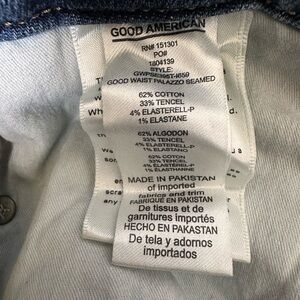 GOOD AMERICAN
RN# 151301
PO#
1804139
STYLE:
GOOD WAIST PALAZZO SEAMED
62% COTTON
33% TENCEL
4% ELASTERELL-P
1% ELASTANE
62% ALGODON
33% TENCEL
4% ELASTERELL-P
1% ELASTANO
62% COTON
33% TENCEL
4% ELASTERELL-P
1% ELASTHANNE
MADE IN PAKISTAN
of imported
fabrics and trim
FABRIQUÉ EN PAKISTAN
De tissus et de
garnitures importés
HECHO EN PAKASTAN
De tela y adornos
importados